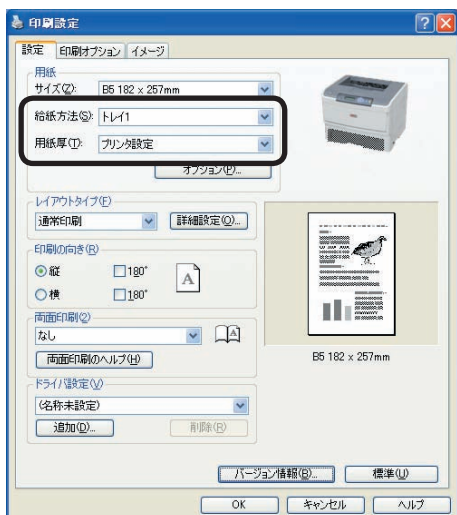 印刷設定
設定 印刷オプション イメージ
用紙
サイズ(Z): B5 182 x 257mm
給紙方法(S): トレイ1
用紙厚(T): プリンタ設定
オプション(P)...
レイアウトタイプ(F)
通常印刷 詳細設定(O)...
印刷の向き(R)
縦 180°
横 180°
A
両面印刷(2)
なし
両面印刷のヘルプ(H)
B5 182 x 257mm
ドライバ設定(V)
(名称未設定)
追加(D)... 削除(R)
バージョン情報(B)... 標準(U)
OK キャンセル ヘルプ